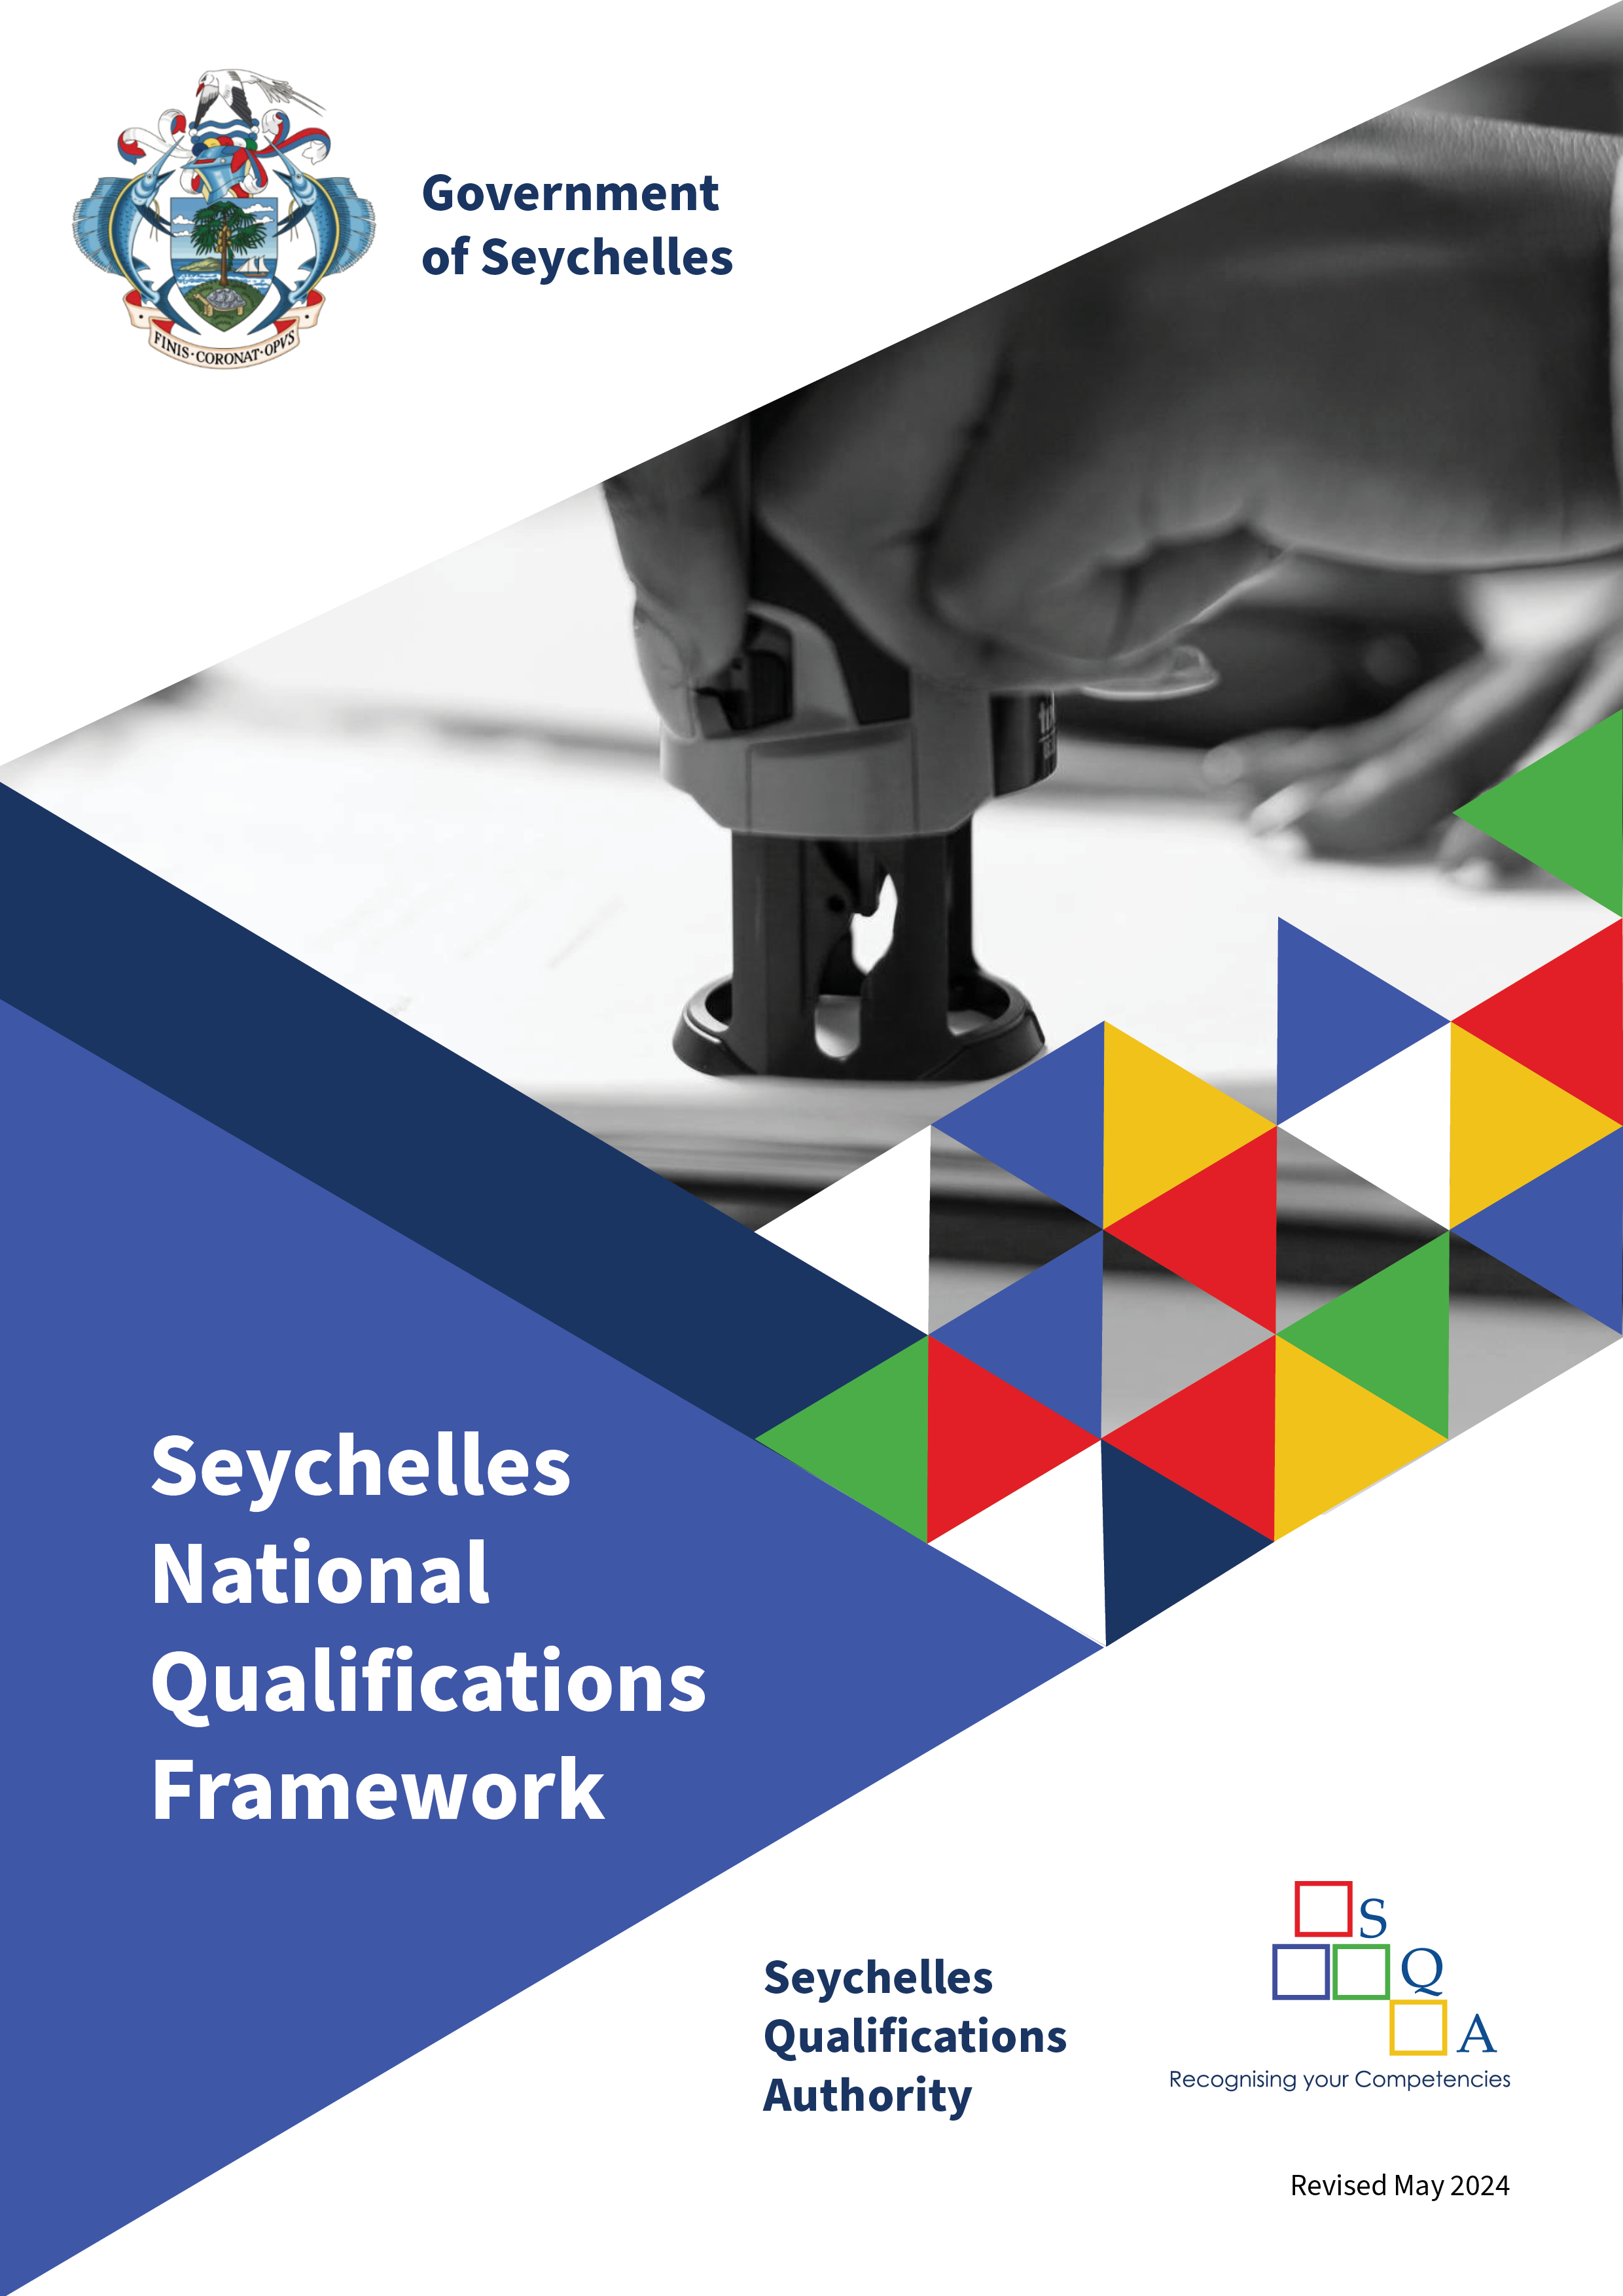 Government
of Seychelles
FINIS·CORONAT·OPVS
Seychelles
National
Qualifications
Framework
Seychelles
Qualifications
Authority
S
Q
A
Recognising your Competencies
Revised May 2024